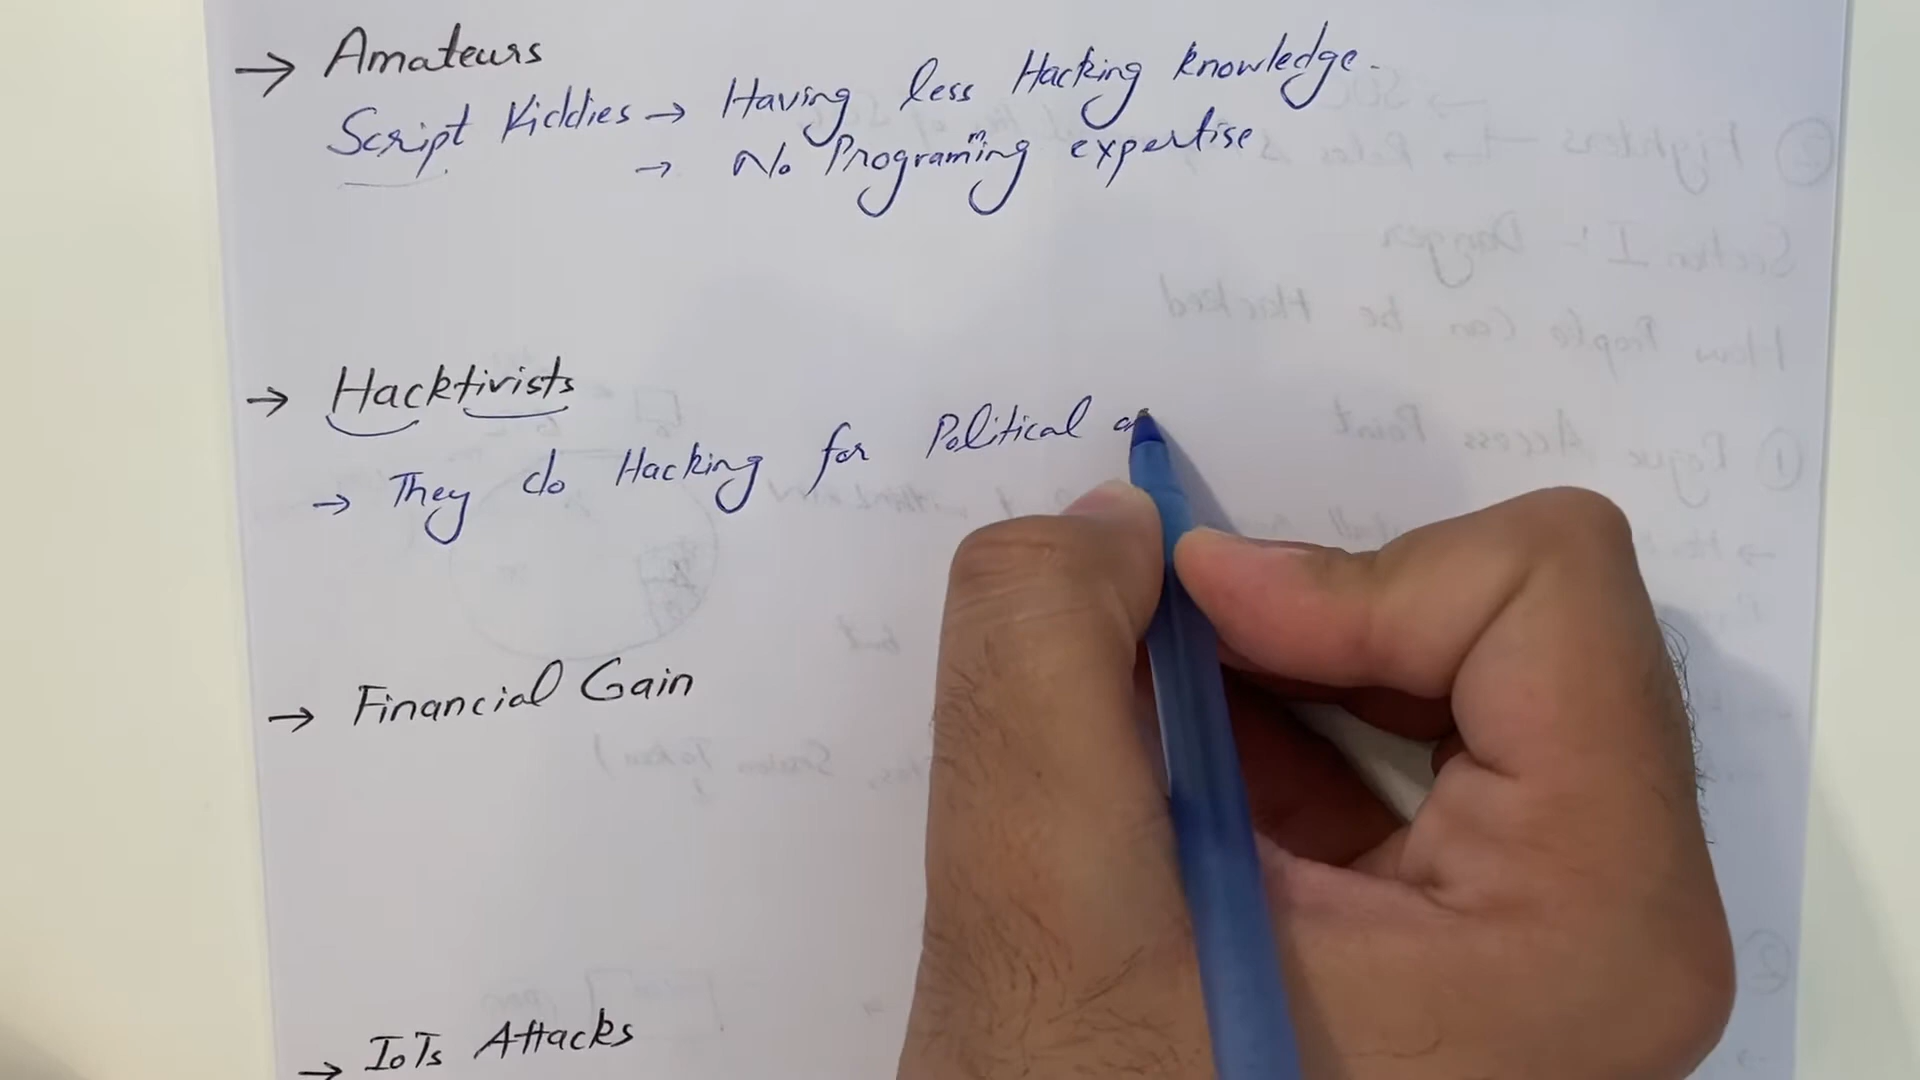 → Amateurs
Script Kiddies → Having less Hacking knowledge.
→ No Programming expertise
→ Hacktivists
→ They do Hacking for Political
→ Financial Gain
→ IoTs Attacks